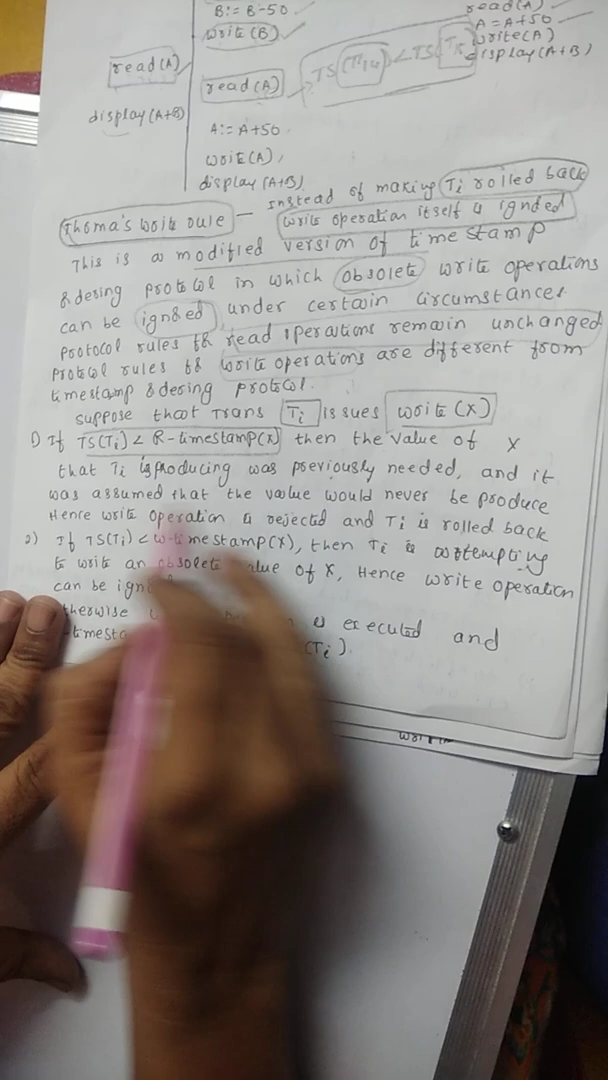 B:= B-50
write(B)
read(A)
A=A+50
write(A)
display(A+B)
read(A)
read(A)
TS(T14) < TS(
display(A+B)
A:= A+50
write(A),
display(A+B)
Thoma's write rule — Instead of making Ti rolled back
write operation itself is ignored
This is a modified version of timestamp
ordering protocol in which obsolete write operations
can be ignored under certain circumstances
protocol rules for read operations remain unchanged
protocol rules for write operations are different from
timestamp ordering protocol.
suppose that Trans Ti issues write(X)
1) If TS(Ti) < R-timestamp(x) then the value of X
that Ti is producing was previously needed, and it
was assumed that the value would never be produce
Hence write operation is rejected and Ti is rolled back
2) If TS(Ti) < w-timestamp(X), then Ti is attempting
to write an obsolete value of X, Hence write operation
can be
therwise is executed and
-timesta (Ti).